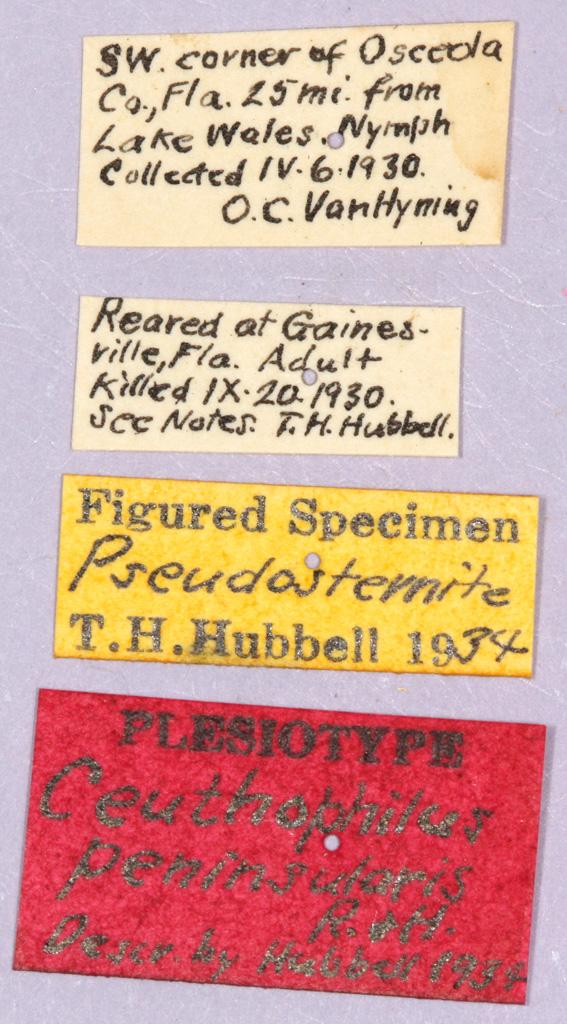 SW. corner of Osceola
Co., Fla. 25 mi. from
Lake Wales. Nymph
Collected IV-6-1930.
O.C. VanHyning
Reared at Gaines-
ville, Fla. Adult
Killed IX-20-1930.
See Notes. T.H. Hubbell.
Figured Specimen
Pseudosternite
T.H. Hubbell 1934
PLESIOTYPE
Ceuthophilus
peninsularis
R. & H.
Descr. by Hubbell 1934